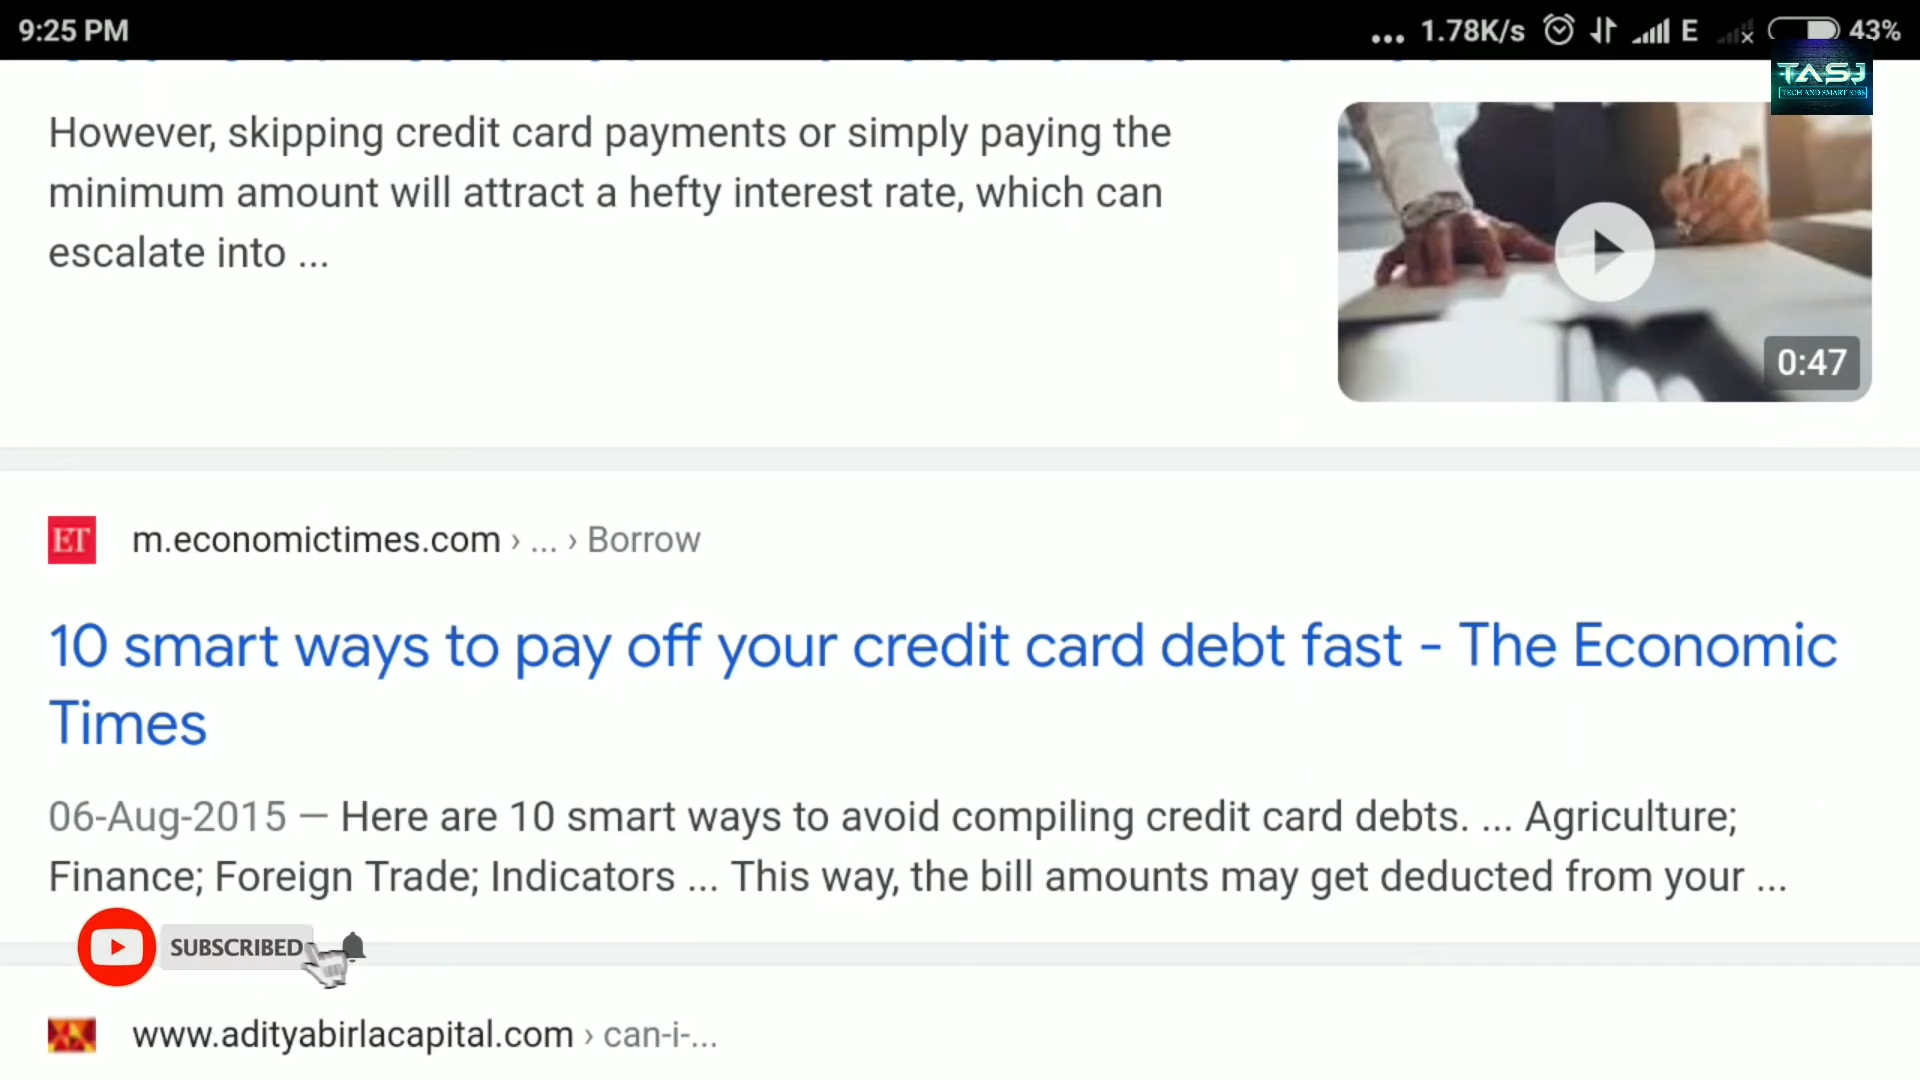 9:25 PM
... 1.78K/s E 43%
TASJ
TECH AND SMART JOBS
However, skipping credit card payments or simply paying the
minimum amount will attract a hefty interest rate, which can
escalate into ...
0:47
ET
m.economictimes.com › ... › Borrow
10 smart ways to pay off your credit card debt fast - The Economic
Times
06-Aug-2015 — Here are 10 smart ways to avoid compiling credit card debts. ... Agriculture;
Finance; Foreign Trade; Indicators ... This way, the bill amounts may get deducted from your ...
SUBSCRIBED
www.adityabirlacapital.com › can-i-...